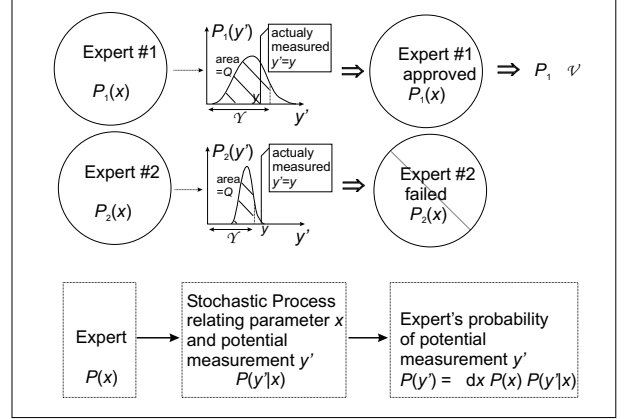 Expert #1
P₁(x)
P₁(y')
area
=Q
y
𝒴
y'
actualy
measured
y'=y
⇒
Expert #1
approved
P₁(x)
⇒ P₁ 𝒱
Expert #2
P₂(x)
P₂(y')
area
=Q
y
𝒴
y'
actualy
measured
y'=y
⇒
Expert #2
failed
P₂(x)
Expert
P(x)
Stochastic Process
relating parameter x
and potential
measurement y'
P(y'|x)
Expert's probability
of potential
measurement y'
P(y') = dx P(x) P(y'|x)